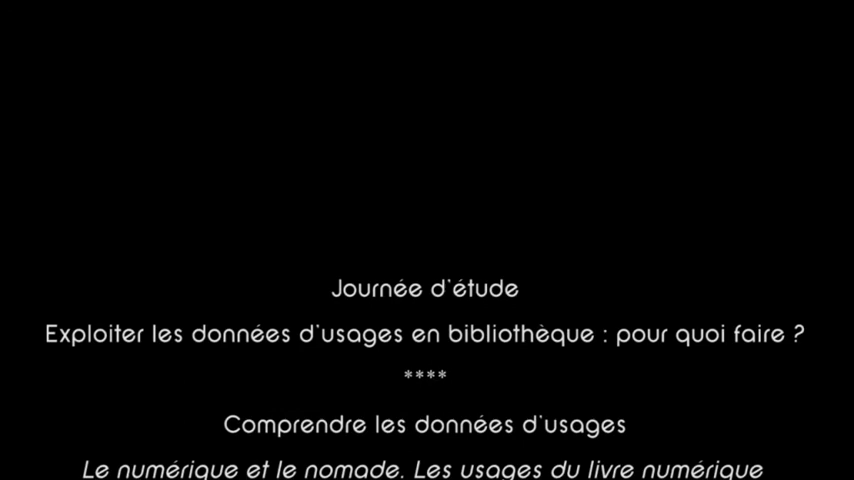 Journée d'étude
Exploiter les données d'usages en bibliothèque : pour quoi faire ?
****
Comprendre les données d'usages
Le numérique et le nomade. Les usages du livre numérique